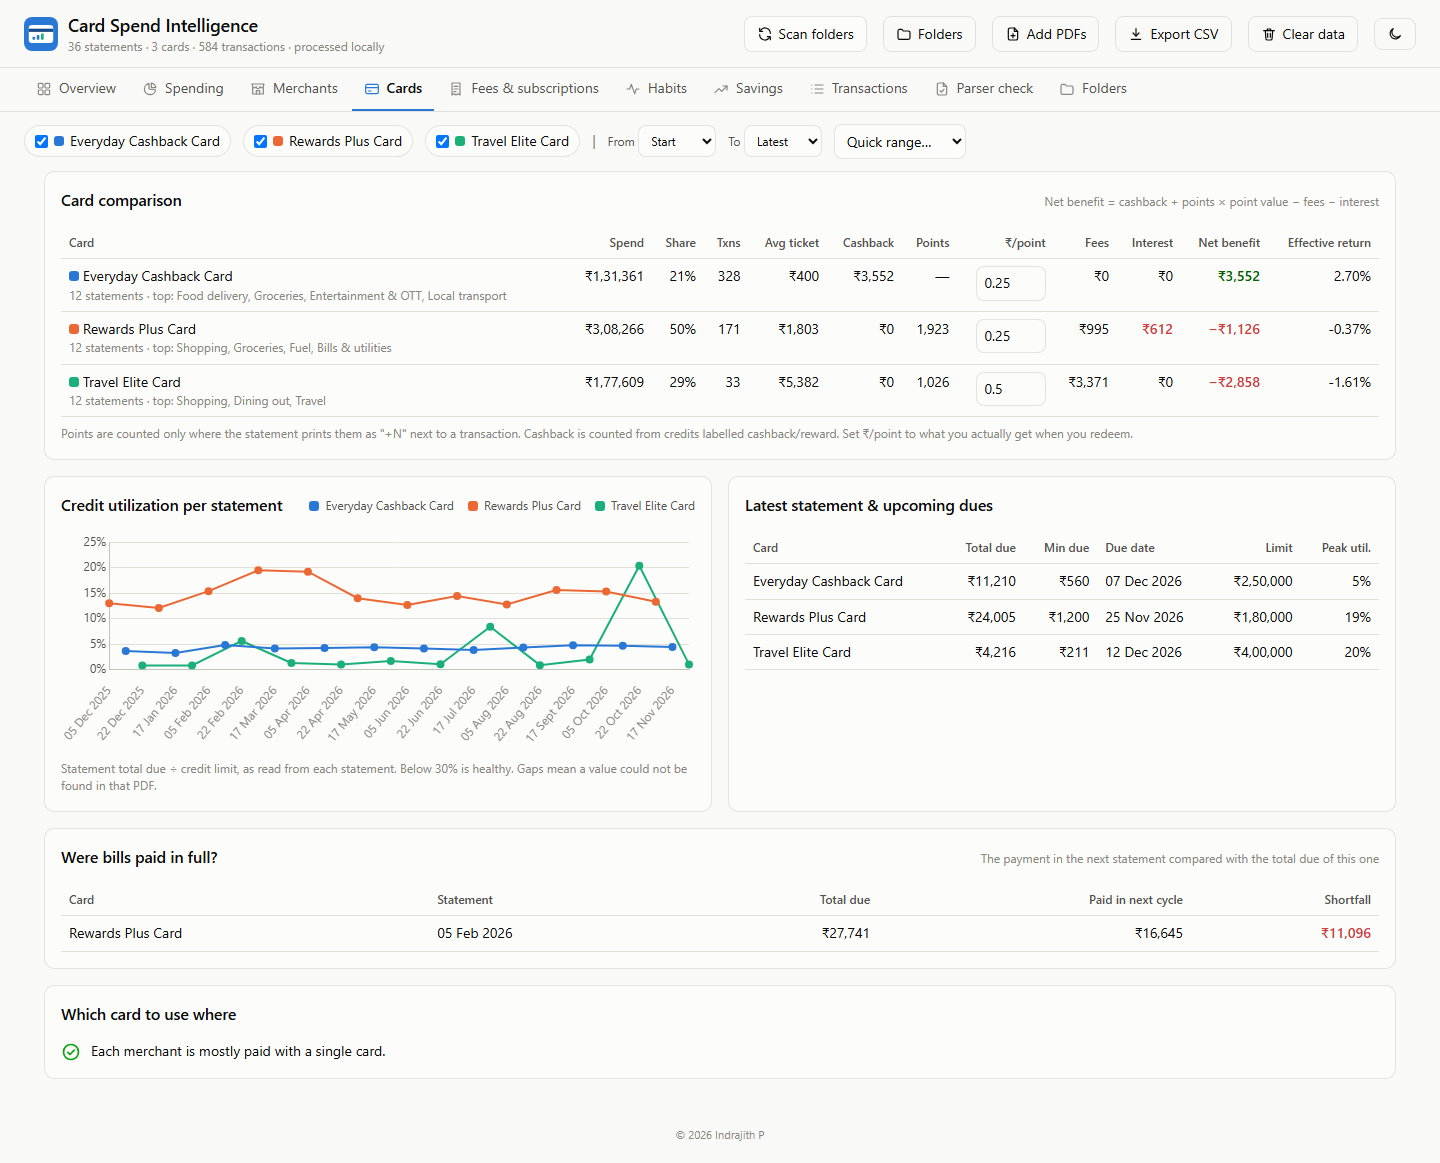 Card Spend Intelligence
36 statements · 3 cards · 584 transactions · processed locally
Scan folders
Folders
Add PDFs
Export CSV
Clear data
Overview
Spending
Merchants
Cards
Fees & subscriptions
Habits
Savings
Transactions
Parser check
Folders
Everyday Cashback Card
Rewards Plus Card
Travel Elite Card
From Start
To Latest
Quick range...
Card comparison
Net benefit = cashback + points × point value − fees − interest
Card Spend Share Txns Avg ticket Cashback Points ₹/point Fees Interest Net benefit Effective return
Everyday Cashback Card ₹1,31,361 21% 328 ₹400 ₹3,552 — 0.25 ₹0 ₹0 ₹3,552 2.70%
12 statements · top: Food delivery, Groceries, Entertainment & OTT, Local transport
Rewards Plus Card ₹3,08,266 50% 171 ₹1,803 ₹0 1,923 0.25 ₹995 ₹612 −₹1,126 -0.37%
12 statements · top: Shopping, Groceries, Fuel, Bills & utilities
Travel Elite Card ₹1,77,609 29% 33 ₹5,382 ₹0 1,026 0.5 ₹3,371 ₹0 −₹2,858 -1.61%
12 statements · top: Shopping, Dining out, Travel
Points are counted only where the statement prints them as "+N" next to a transaction. Cashback is counted from credits labelled cashback/reward. Set ₹/point to what you actually get when you redeem.
Credit utilization per statement
Everyday Cashback Card
Rewards Plus Card
Travel Elite Card
25%
20%
15%
10%
5%
0%
05 Dec 2025
22 Dec 2025
17 Jan 2026
05 Feb 2026
22 Feb 2026
17 Mar 2026
05 Apr 2026
22 Apr 2026
17 May 2026
05 Jun 2026
22 Jun 2026
17 Jul 2026
05 Aug 2026
22 Aug 2026
17 Sept 2026
05 Oct 2026
22 Oct 2026
17 Nov 2026
Statement total due ÷ credit limit, as read from each statement. Below 30% is healthy. Gaps mean a value could not be
found in that PDF.
Latest statement & upcoming dues
Card Total due Min due Due date Limit Peak util.
Everyday Cashback Card ₹11,210 ₹560 07 Dec 2026 ₹2,50,000 5%
Rewards Plus Card ₹24,005 ₹1,200 25 Nov 2026 ₹1,80,000 19%
Travel Elite Card ₹4,216 ₹211 12 Dec 2026 ₹4,00,000 20%
Were bills paid in full?
The payment in the next statement compared with the total due of this one
Card Statement Total due Paid in next cycle Shortfall
Rewards Plus Card 05 Feb 2026 ₹27,741 ₹16,645 ₹11,096
Which card to use where
Each merchant is mostly paid with a single card.
© 2026 Indrajith P